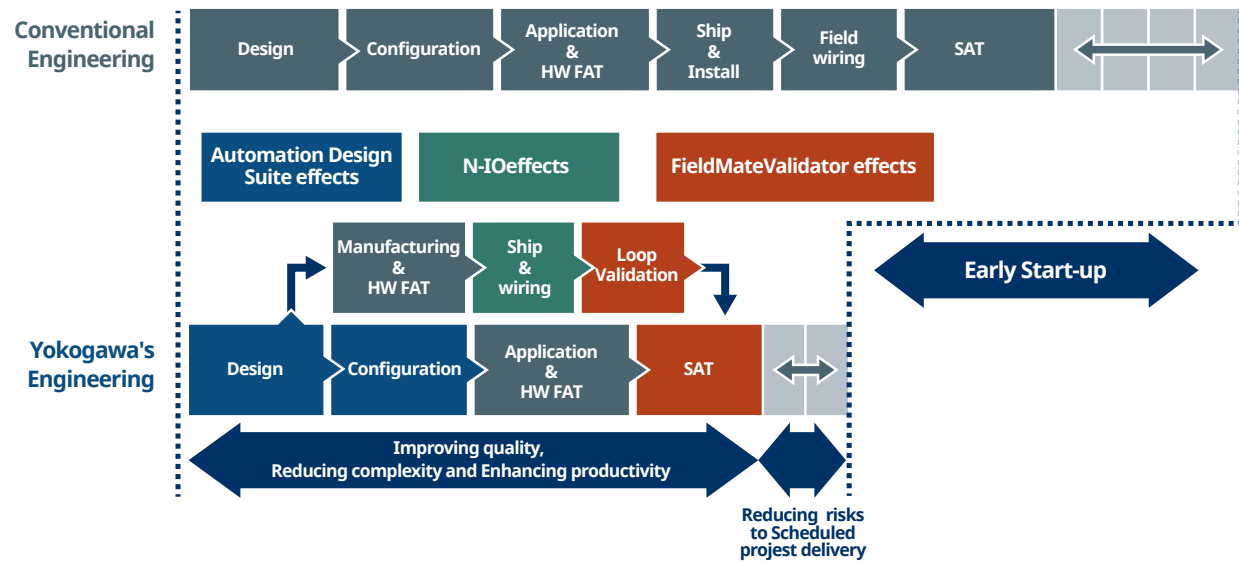 Conventional
Engineering
Design
Configuration
Application
&
HW FAT
Ship
&
Install
Field
wiring
SAT
Automation Design
Suite effects
N-IOeffects
FieldMateValidator effects
Manufacturing
&
HW FAT
Ship
&
wiring
Loop
Validation
Early Start-up
Yokogawa's
Engineering
Design
Configuration
Application
&
HW FAT
SAT
Improving quality,
Reducing complexity and Enhancing productivity
Reducing risks
to Scheduled
projest delivery